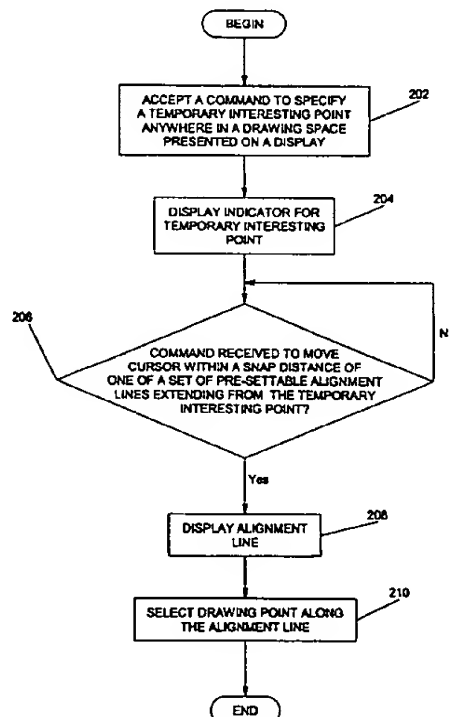 BEGIN
202
ACCEPT A COMMAND TO SPECIFY
A TEMPORARY INTERESTING POINT
ANYWHERE IN A DRAWING SPACE
PRESENTED ON A DISPLAY
204
DISPLAY INDICATOR FOR
TEMPORARY INTERESTING
POINT
206
N
COMMAND RECEIVED TO MOVE
CURSOR WITHIN A SNAP DISTANCE OF
ONE OF A SET OF PRE-SETTABLE ALIGNMENT
LINES EXTENDING FROM THE TEMPORARY
INTERESTING POINT?
Yes
208
DISPLAY ALIGNMENT
LINE
210
SELECT DRAWING POINT ALONG
THE ALIGNMENT LINE
END